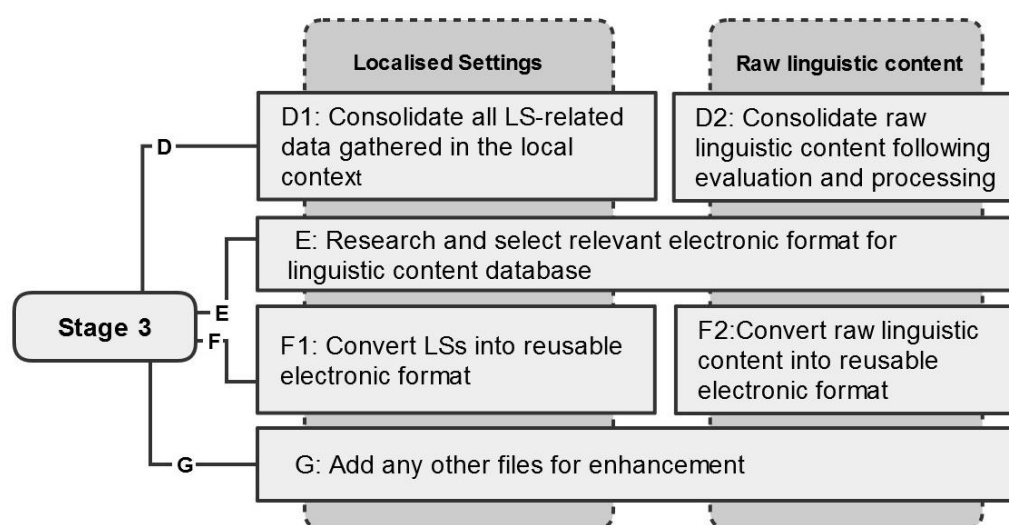 Localised Settings
Raw linguistic content
D1: Consolidate all LS-related
data gathered in the local
context
D2: Consolidate raw
linguistic content following
evaluation and processing
D
E: Research and select relevant electronic format for
linguistic content database
E
Stage 3
F
F1: Convert LSs into reusable
electronic format
F2:Convert raw linguistic
content into reusable
electronic format
G
G: Add any other files for enhancement